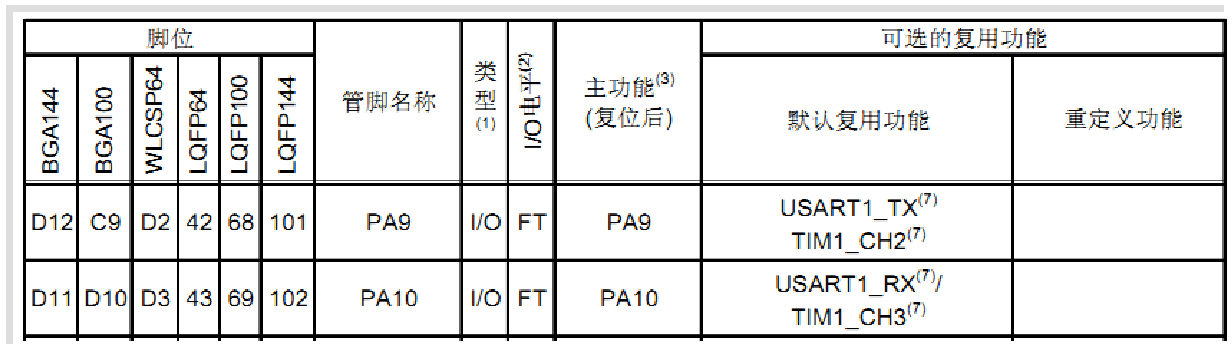 脚位
可选的复用功能
BGA144
BGA100
WLCSP64
LQFP64
LQFP100
LQFP144
管脚名称
类型(1)
I/O电平(2)
主功能(3)
(复位后)
默认复用功能
重定义功能
D12 C9 D2 42 68 101 PA9 I/O FT PA9 USART1_TX(7)
TIM1_CH2(7)
D11 D10 D3 43 69 102 PA10 I/O FT PA10 USART1_RX(7)/
TIM1_CH3(7)